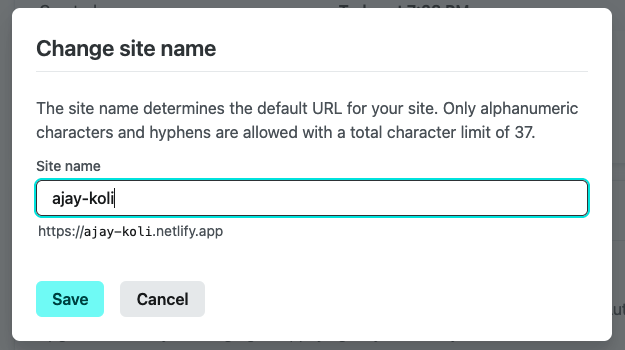 Change site name
The site name determines the default URL for your site. Only alphanumeric
characters and hyphens are allowed with a total character limit of 37.
Site name
ajay-koli
https://ajay-koli.netlify.app
Save Cancel